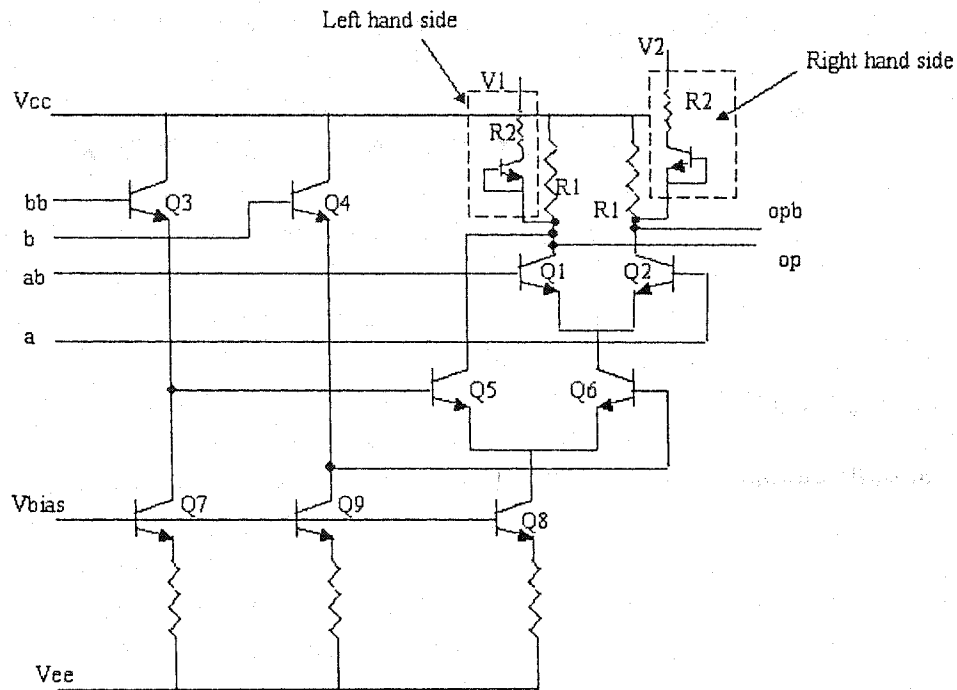 Left hand side
V2
Right hand side
V1
Vcc
R2
R2
bb
Q3
Q4
R1
R1
opb
b
op
ab
Q1
Q2
a
Q5
Q6
Vbias
Q7
Q9
Q8
Vee